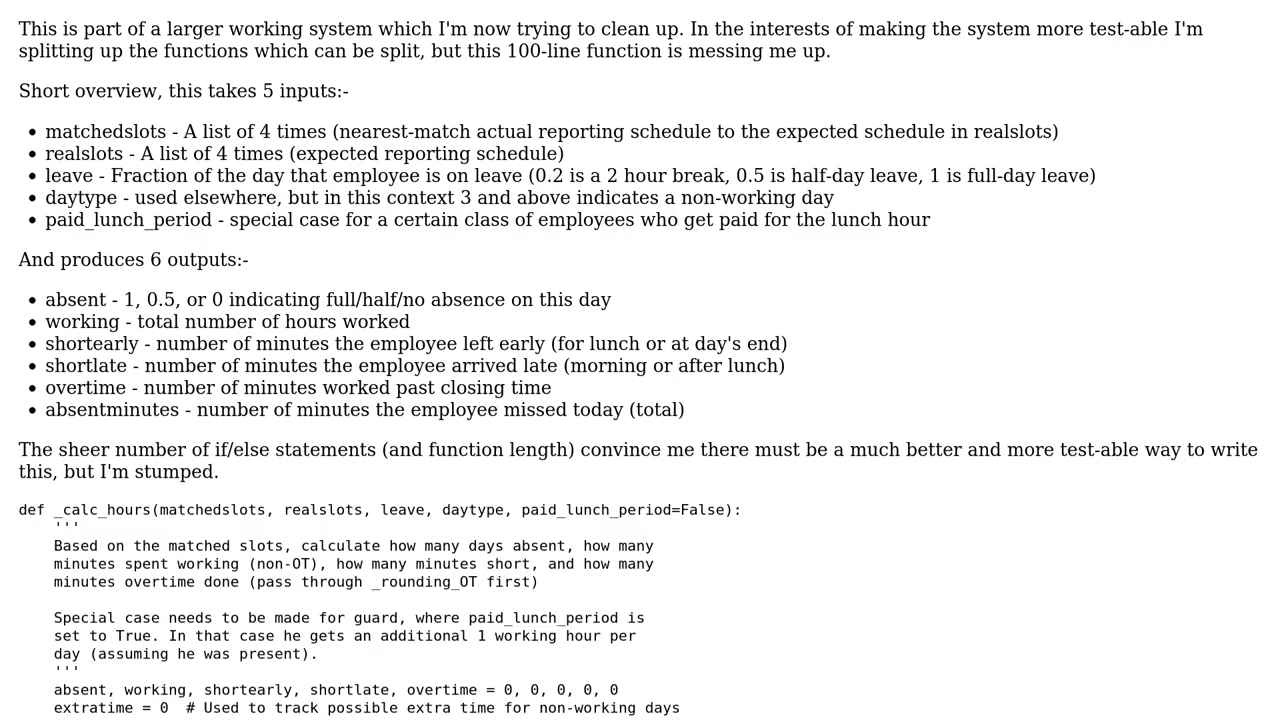 This is part of a larger working system which I'm now trying to clean up. In the interests of making the system more test-able I'm
splitting up the functions which can be split, but this 100-line function is messing me up.
Short overview, this takes 5 inputs:-
• matchedslots - A list of 4 times (nearest-match actual reporting schedule to the expected schedule in realslots)
• realslots - A list of 4 times (expected reporting schedule)
• leave - Fraction of the day that employee is on leave (0.2 is a 2 hour break, 0.5 is half-day leave, 1 is full-day leave)
• daytype - used elsewhere, but in this context 3 and above indicates a non-working day
• paid_lunch_period - special case for a certain class of employees who get paid for the lunch hour
And produces 6 outputs:-
• absent - 1, 0.5, or 0 indicating full/half/no absence on this day
• working - total number of hours worked
• shortearly - number of minutes the employee left early (for lunch or at day's end)
• shortlate - number of minutes the employee arrived late (morning or after lunch)
• overtime - number of minutes worked past closing time
• absentminutes - number of minutes the employee missed today (total)
The sheer number of if/else statements (and function length) convince me there must be a much better and more test-able way to write
this, but I'm stumped.
def _calc_hours(matchedslots, realslots, leave, daytype, paid_lunch_period=False):
    '''
    Based on the matched slots, calculate how many days absent, how many
    minutes spent working (non-OT), how many minutes short, and how many
    minutes overtime done (pass through _rounding_OT first)
    Special case needs to be made for guard, where paid_lunch_period is
    set to True. In that case he gets an additional 1 working hour per
    day (assuming he was present).
    '''
    absent, working, shortearly, shortlate, overtime = 0, 0, 0, 0, 0
    extratime = 0  # Used to track possible extra time for non-working days